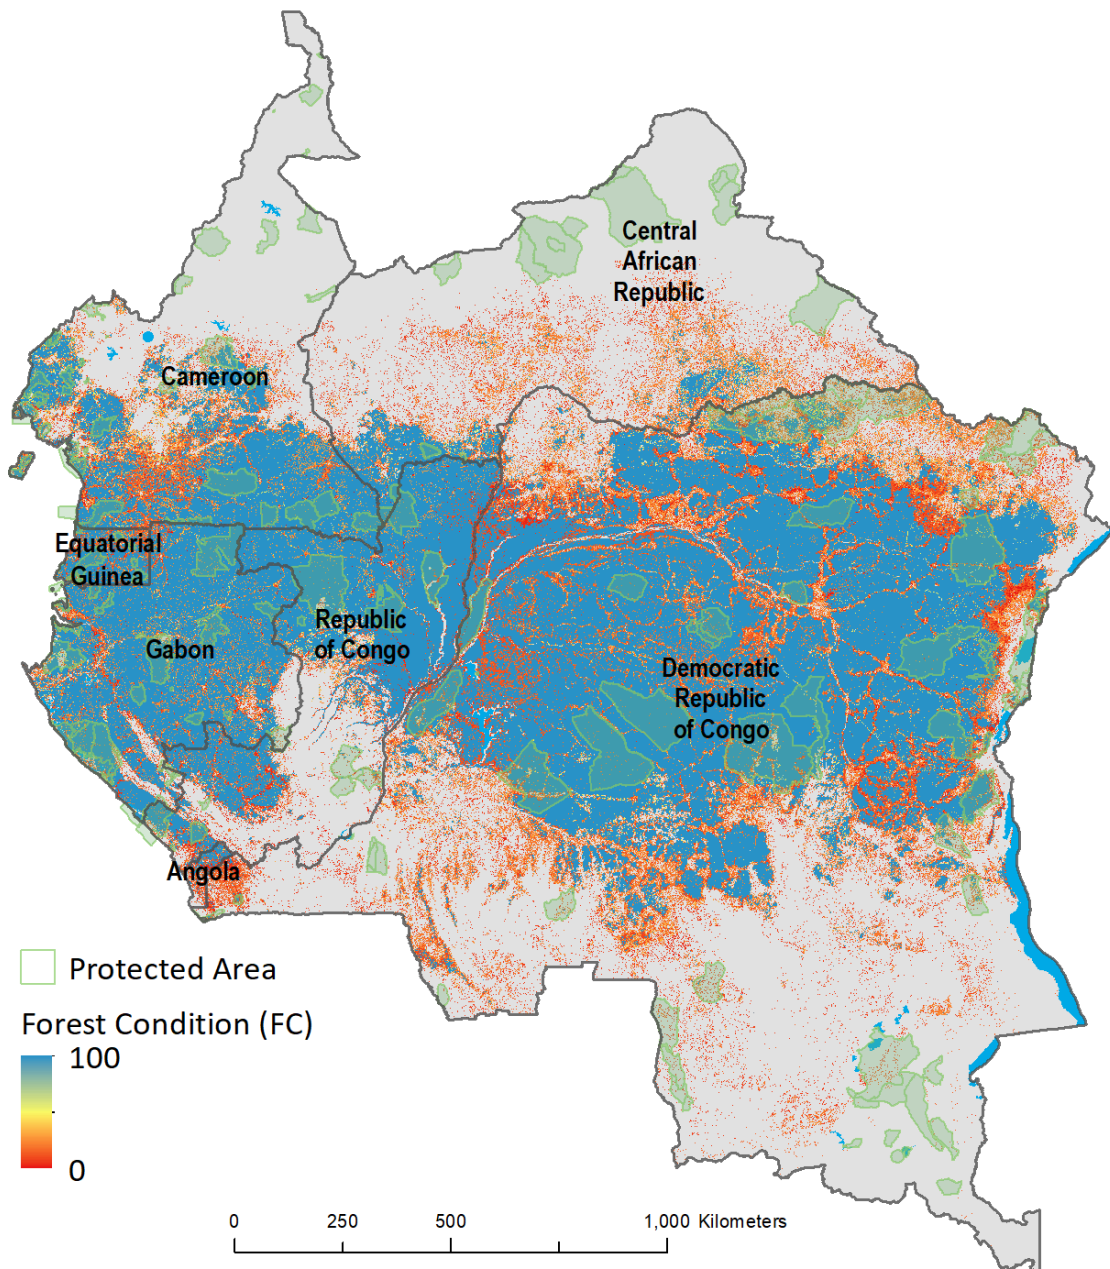 Central
African
Republic
Cameroon
Equatorial
Guinea
Republic
of Congo
Gabon
Democratic
Republic
of Congo
Angola
Protected Area
Forest Condition (FC)
100
0
0 250 500 1,000 Kilometers